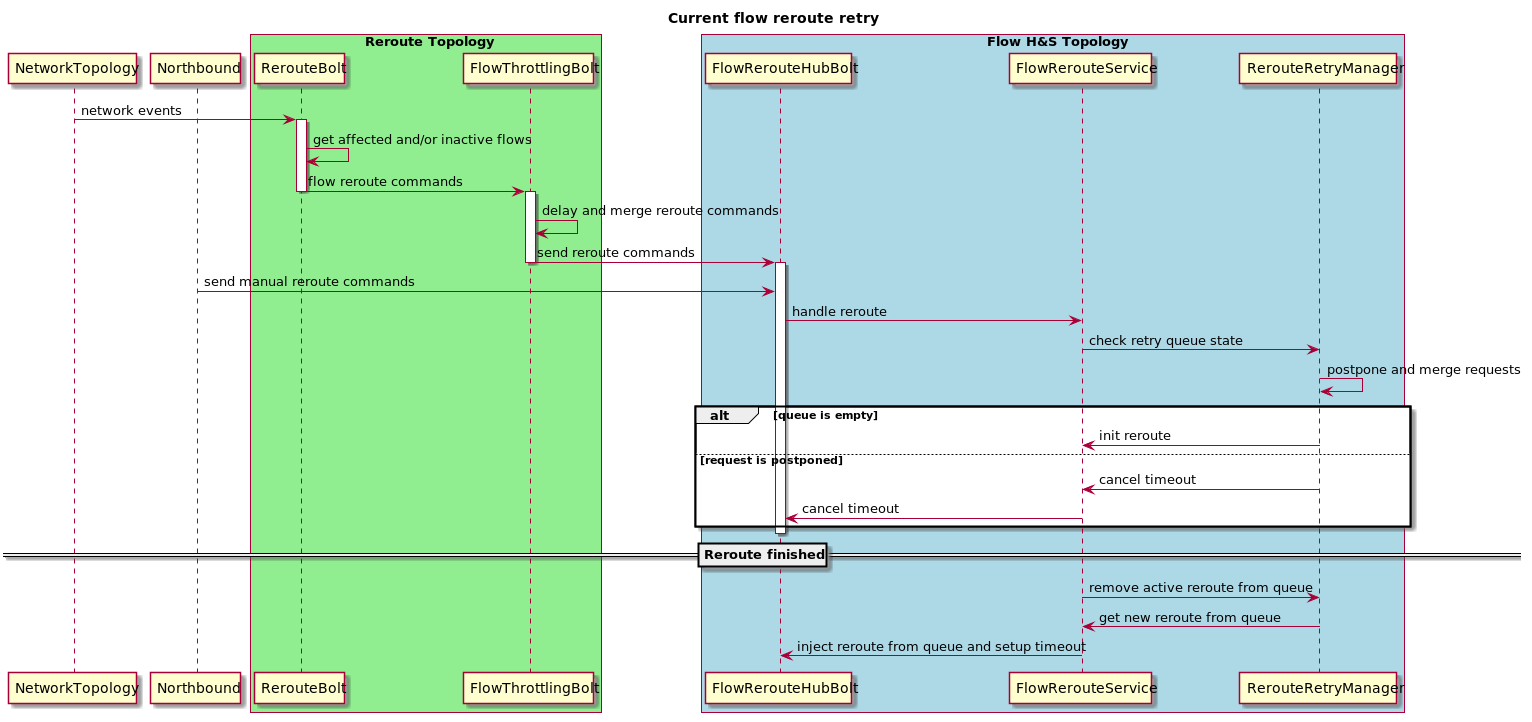 Current flow reroute retry
Reroute Topology
Flow H&S Topology
NetworkTopology
Northbound
RerouteBolt
FlowThrottlingBolt
FlowRerouteHubBolt
FlowRerouteService
RerouteRetryManager
network events
get affected and/or inactive flows
flow reroute commands
delay and merge reroute commands
send reroute commands
send manual reroute commands
handle reroute
check retry queue state
postpone and merge requests
alt
[queue is empty]
init reroute
[request is postponed]
cancel timeout
cancel timeout
Reroute finished
remove active reroute from queue
get new reroute from queue
inject reroute from queue and setup timeout
NetworkTopology
Northbound
RerouteBolt
FlowThrottlingBolt
FlowRerouteHubBolt
FlowRerouteService
RerouteRetryManager